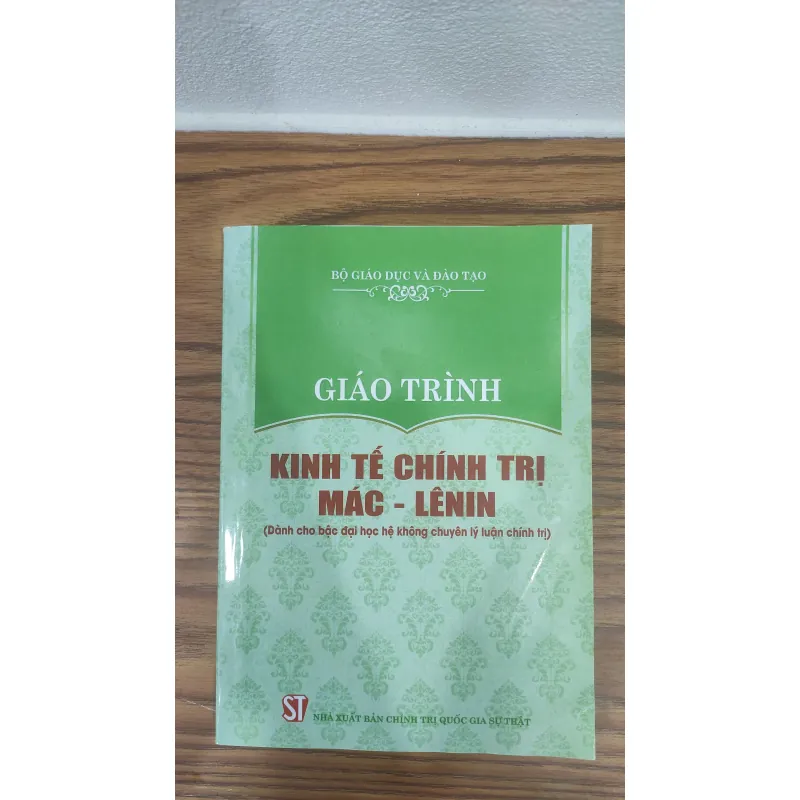 BỘ GIÁO DỤC VÀ ĐÀO TẠO
GIÁO TRÌNH
KINH TẾ CHÍNH TRỊ
MÁC - LÊNIN
(Dành cho bậc đại học hệ không chuyên lý luận chính trị)
ST
NHÀ XUẤT BẢN CHÍNH TRỊ QUỐC GIA SỰ THẬT